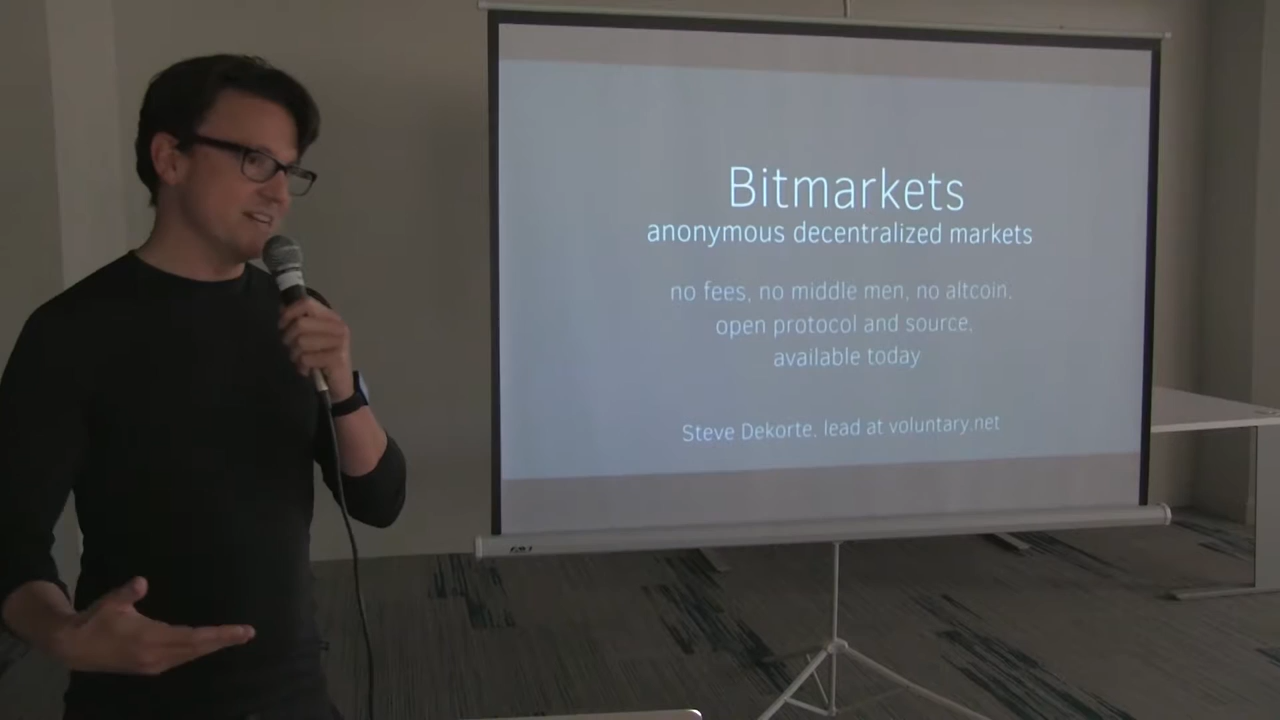 Bitmarkets
anonymous decentralized markets
no fees, no middle men, no altcoin,
open protocol and source,
available today
Steve Dekorte, lead at voluntary.net